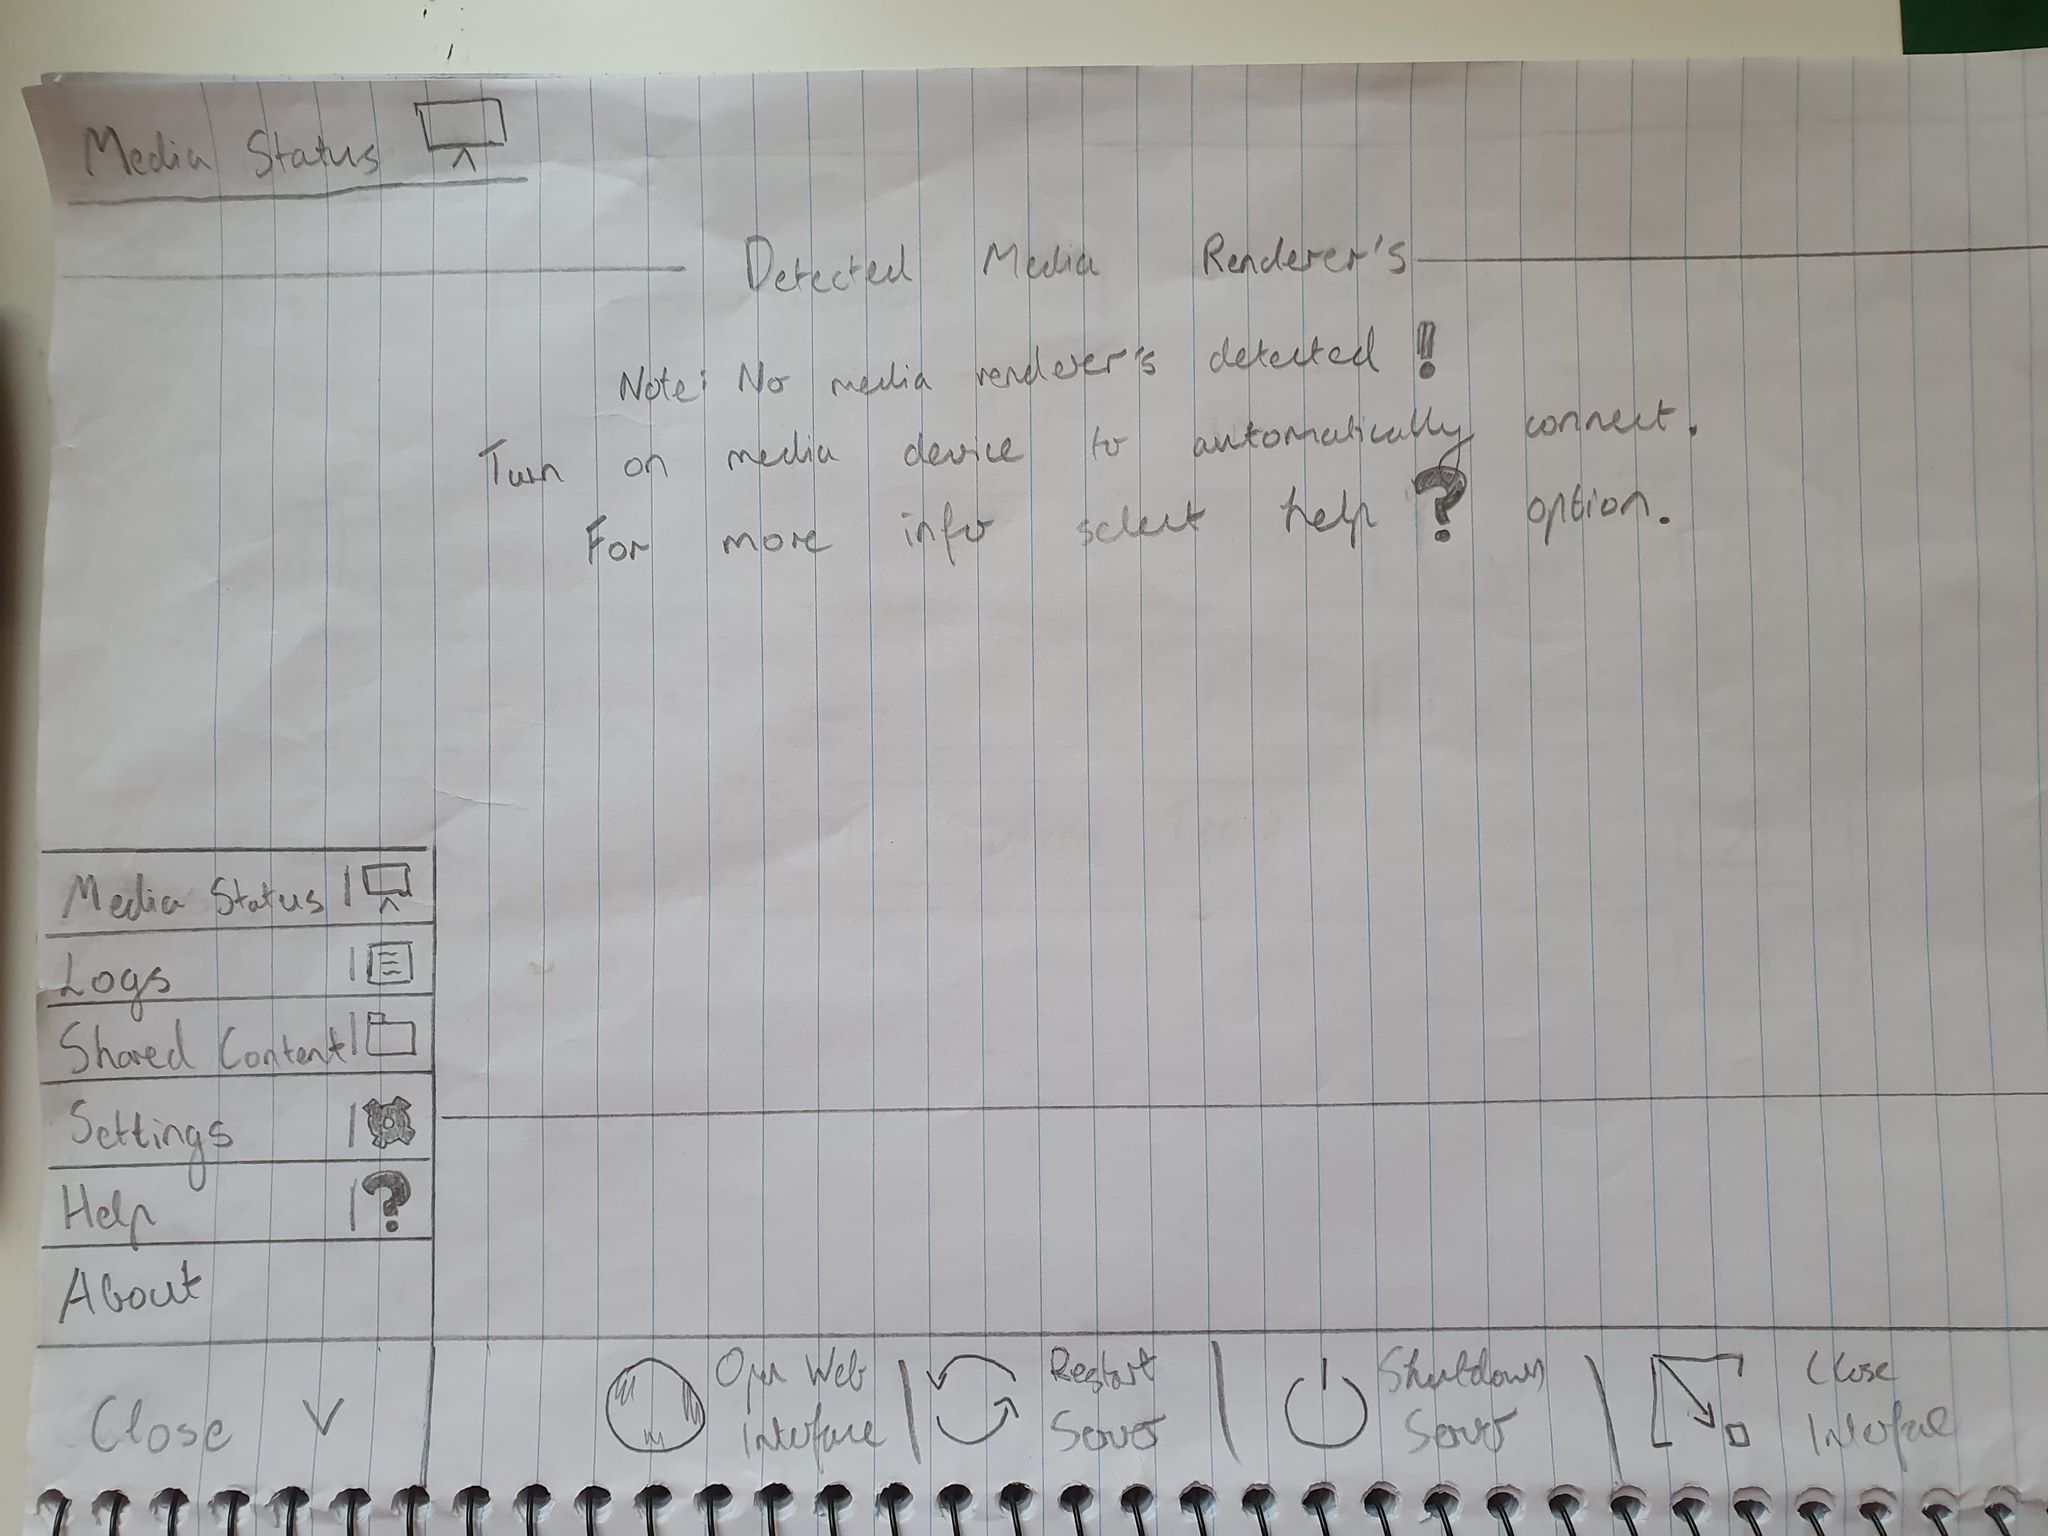 Media Status
Detected Media Renderer's
Note: No media renderer's detected!
Turn on media device to automatically connect.
For more info select help ? option.
Media Status
Logs
Shared Content
Settings
Help ?
About
Close
Open Web
Interface
Restart
Server
Shutdown
Server
Close
Interface